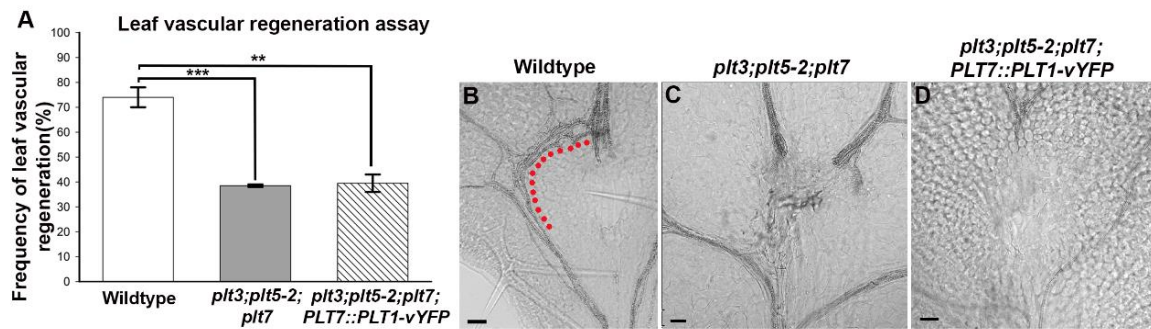 A
Leaf vascular regeneration assay
Frequency of leaf vascular
regeneration(%)
100
90
80
70
60
50
40
30
20
10
0
***
**
Wildtype
plt3;plt5-2;
plt7
plt3;plt5-2;plt7;
PLT7::PLT1-vYFP
Wildtype
B
plt3;plt5-2;plt7
C
plt3;plt5-2;plt7;
PLT7::PLT1-vYFP
D